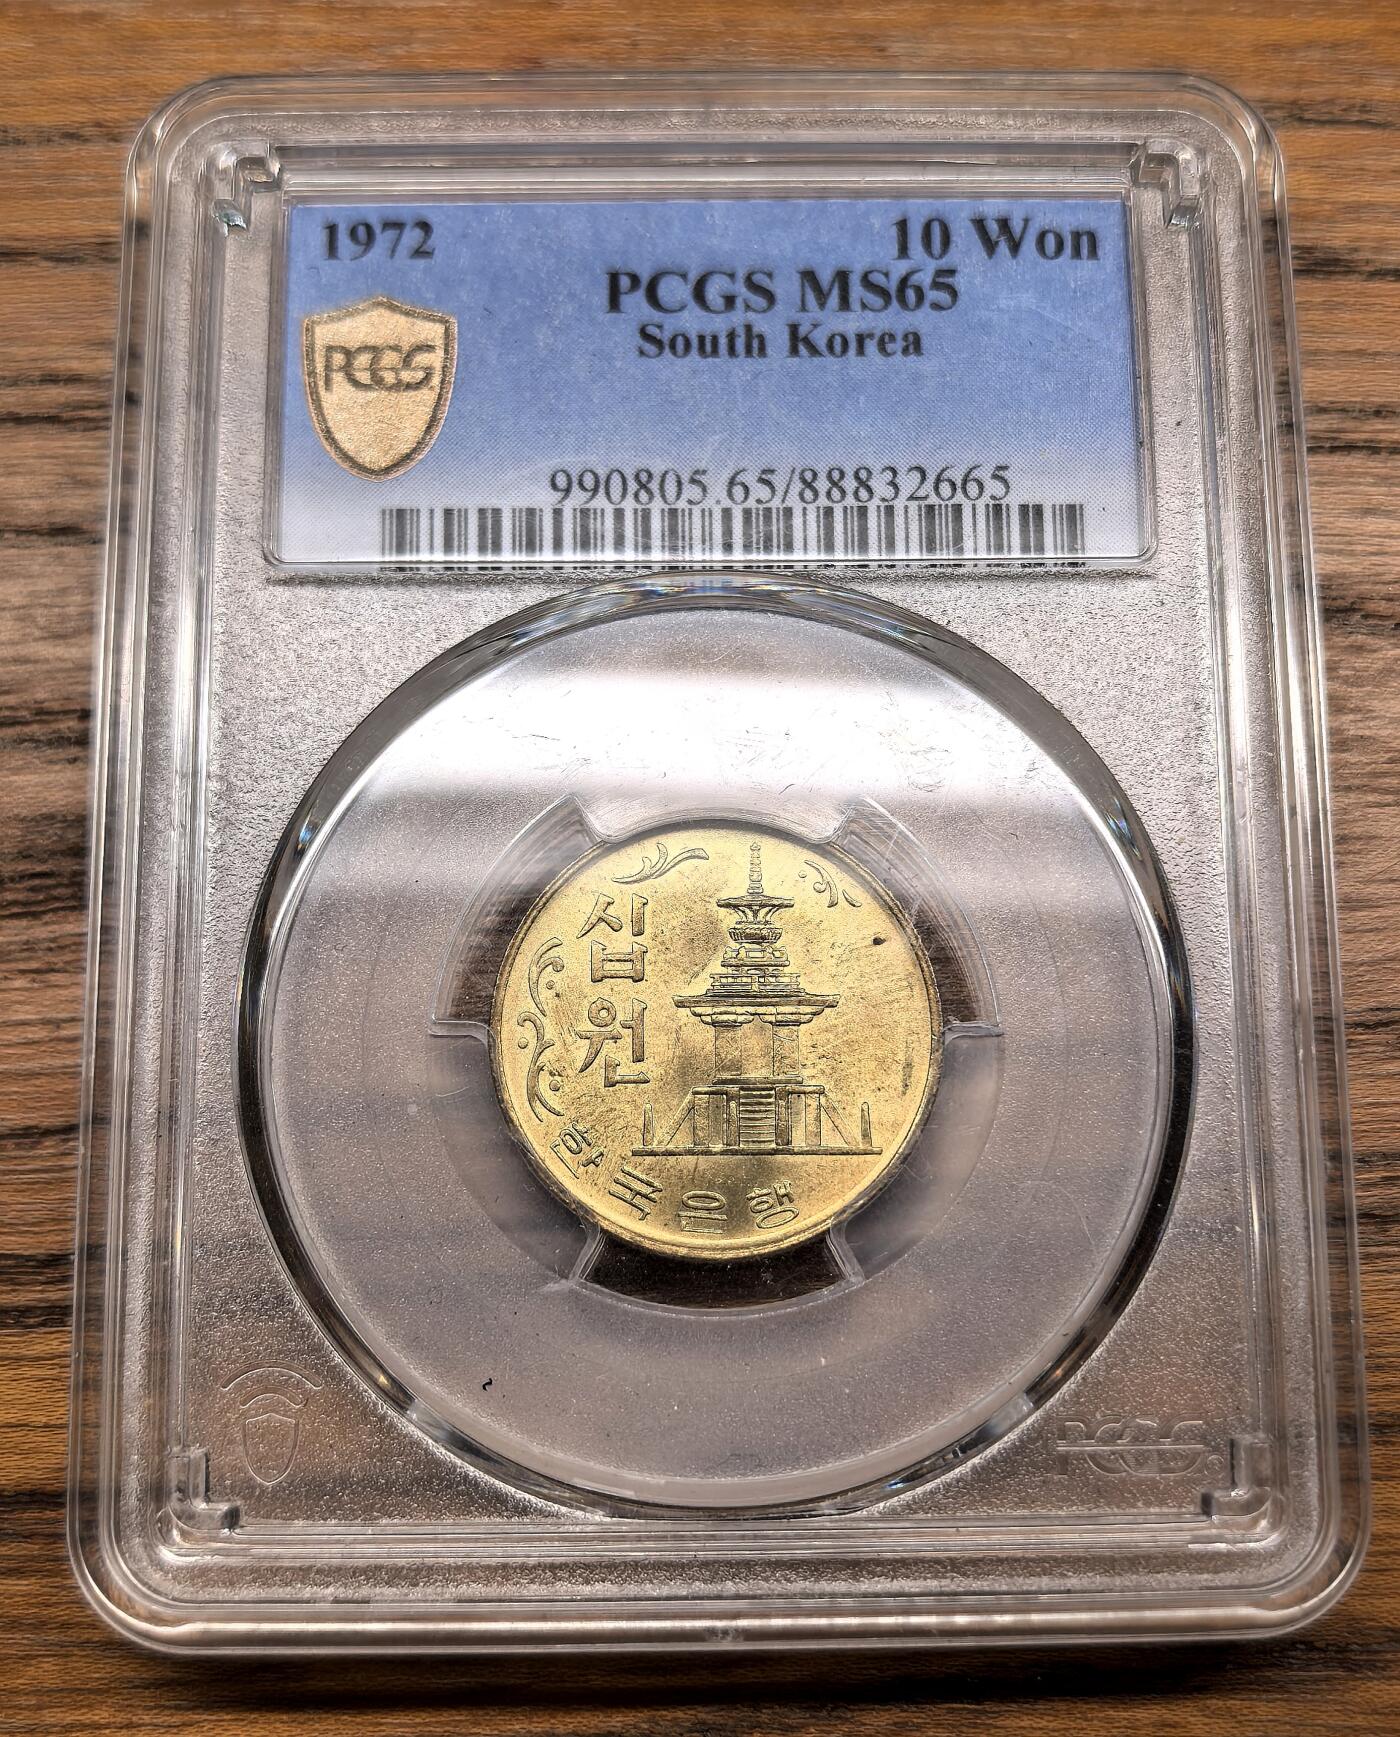 1972 10 Won
PCGS MS65
South Korea
PCGS
990805.65/88832665
십
원
한국은행
PCGS